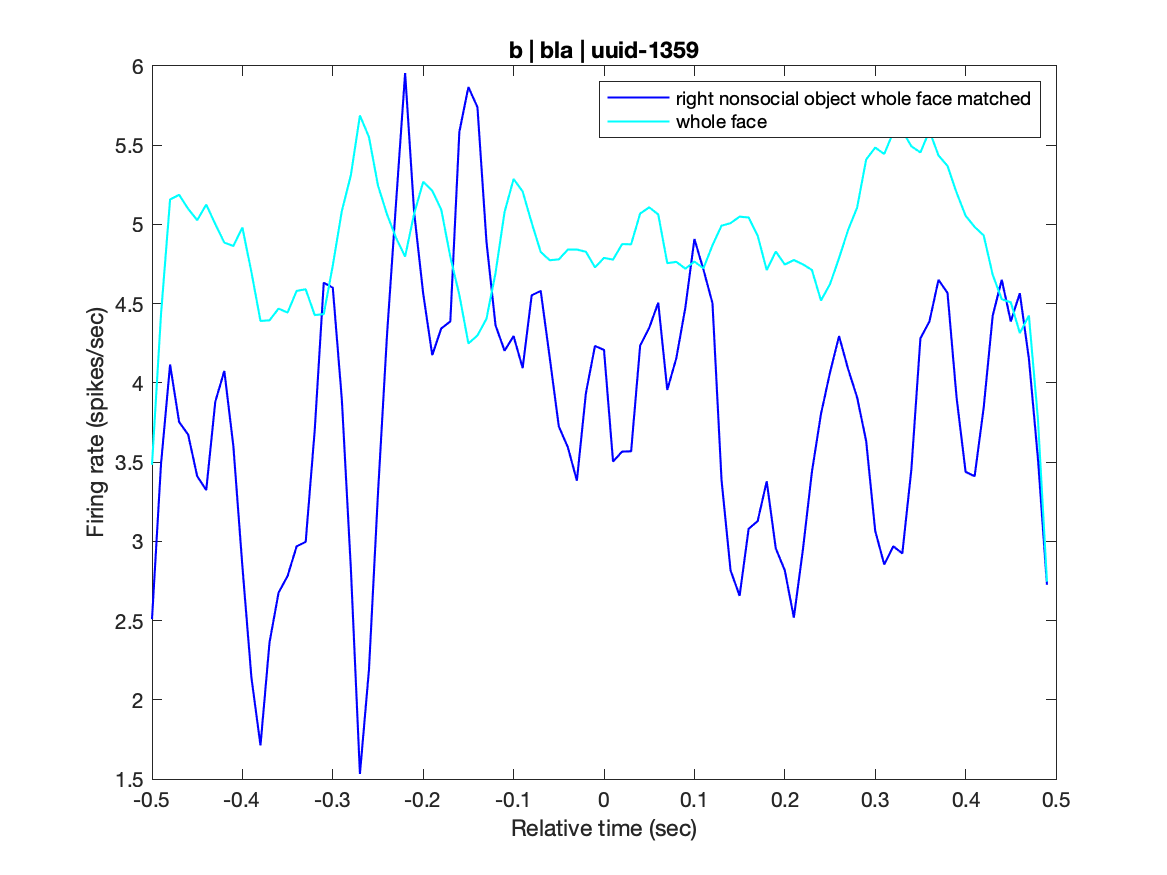 b | bla | uuid-1359
6
right nonsocial object whole face matched
whole face
5.5
5
4.5
4
3.5
3
2.5
2
1.5
Firing rate (spikes/sec)
-0.5 -0.4 -0.3 -0.2 -0.1 0 0.1 0.2 0.3 0.4 0.5
Relative time (sec)